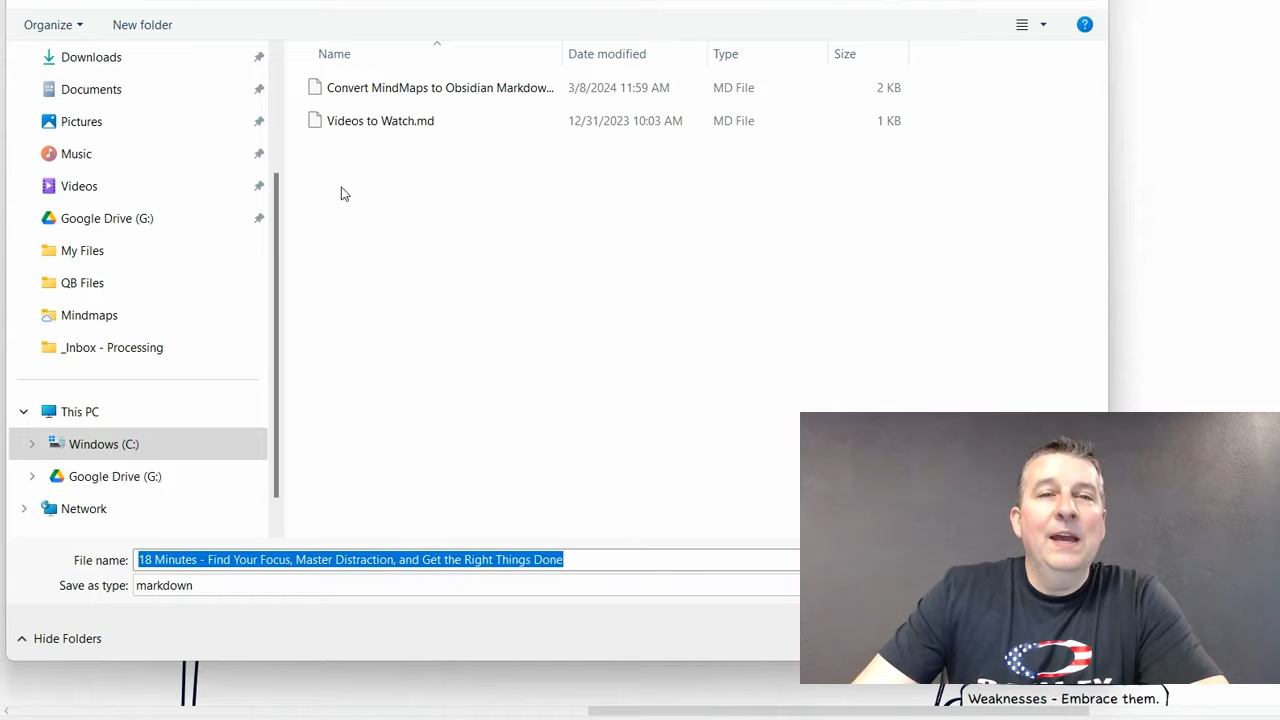 Organize New folder
Name Date modified Type Size
Downloads
Documents
Pictures
Music
Videos
Google Drive (G:)
My Files
QB Files
Mindmaps
_Inbox - Processing
This PC
Windows (C:)
Google Drive (G:)
Network
Convert MindMaps to Obsidian Markdow... 3/8/2024 11:59 AM MD File 2 KB
Videos to Watch.md 12/31/2023 10:03 AM MD File 1 KB
File name: 18 Minutes - Find Your Focus, Master Distraction, and Get the Right Things Done
Save as type: markdown
Hide Folders
Weaknesses - Embrace them.